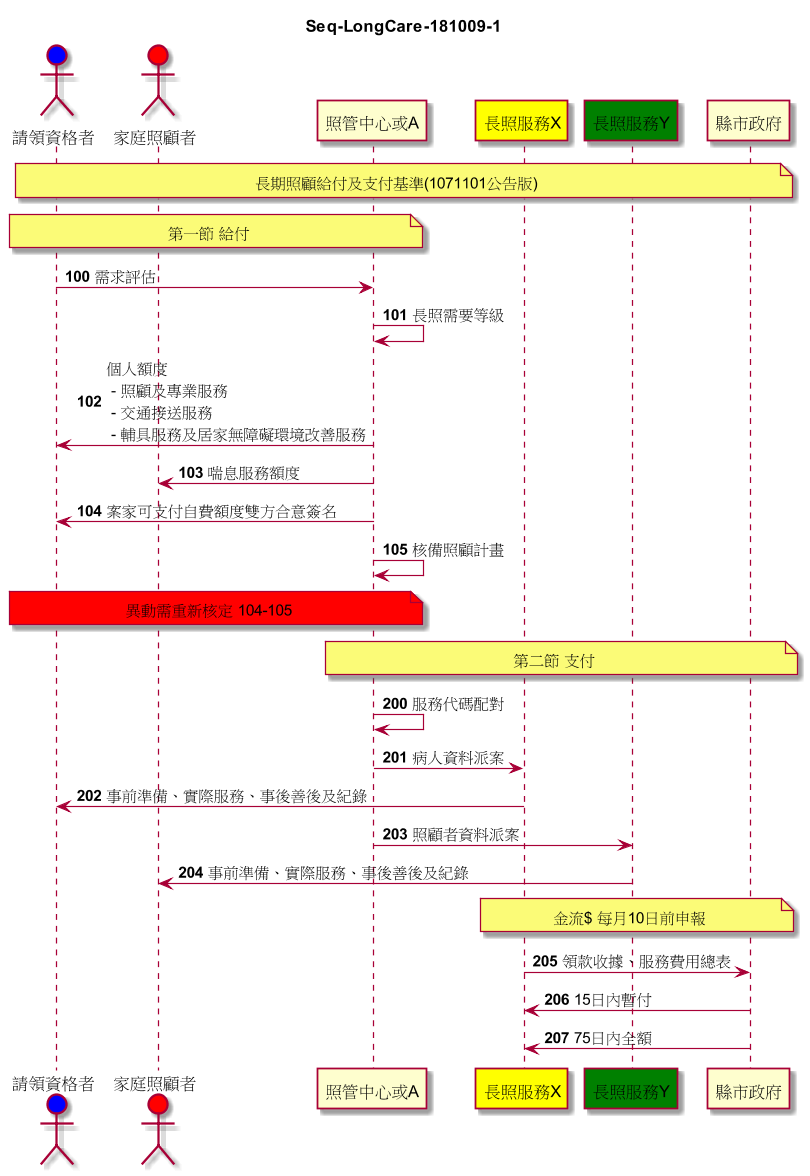 Seq-LongCare-181009-1
請領資格者
家庭照顧者
照管中心或A
長照服務X
長照服務Y
縣市政府
長期照顧給付及支付基準(1071101公告版)
第一節 給付
100 需求評估
101 長照需要等級
個人額度
- 照顧及專業服務
102
- 交通接送服務
- 輔具服務及居家無障礙環境改善服務
103 喘息服務額度
104 案家可支付自費額度雙方合意簽名
105 核備照顧計畫
異動需重新核定 104-105
第二節 支付
200 服務代碼配對
201 病人資料派案
202 事前準備、實際服務、事後善後及紀錄
203 照顧者資料派案
204 事前準備、實際服務、事後善後及紀錄
金流$ 每月10日前申報
205 領款收據、服務費用總表
206 15日內暫付
207 75日內全額
請領資格者
家庭照顧者
照管中心或A
長照服務X
長照服務Y
縣市政府